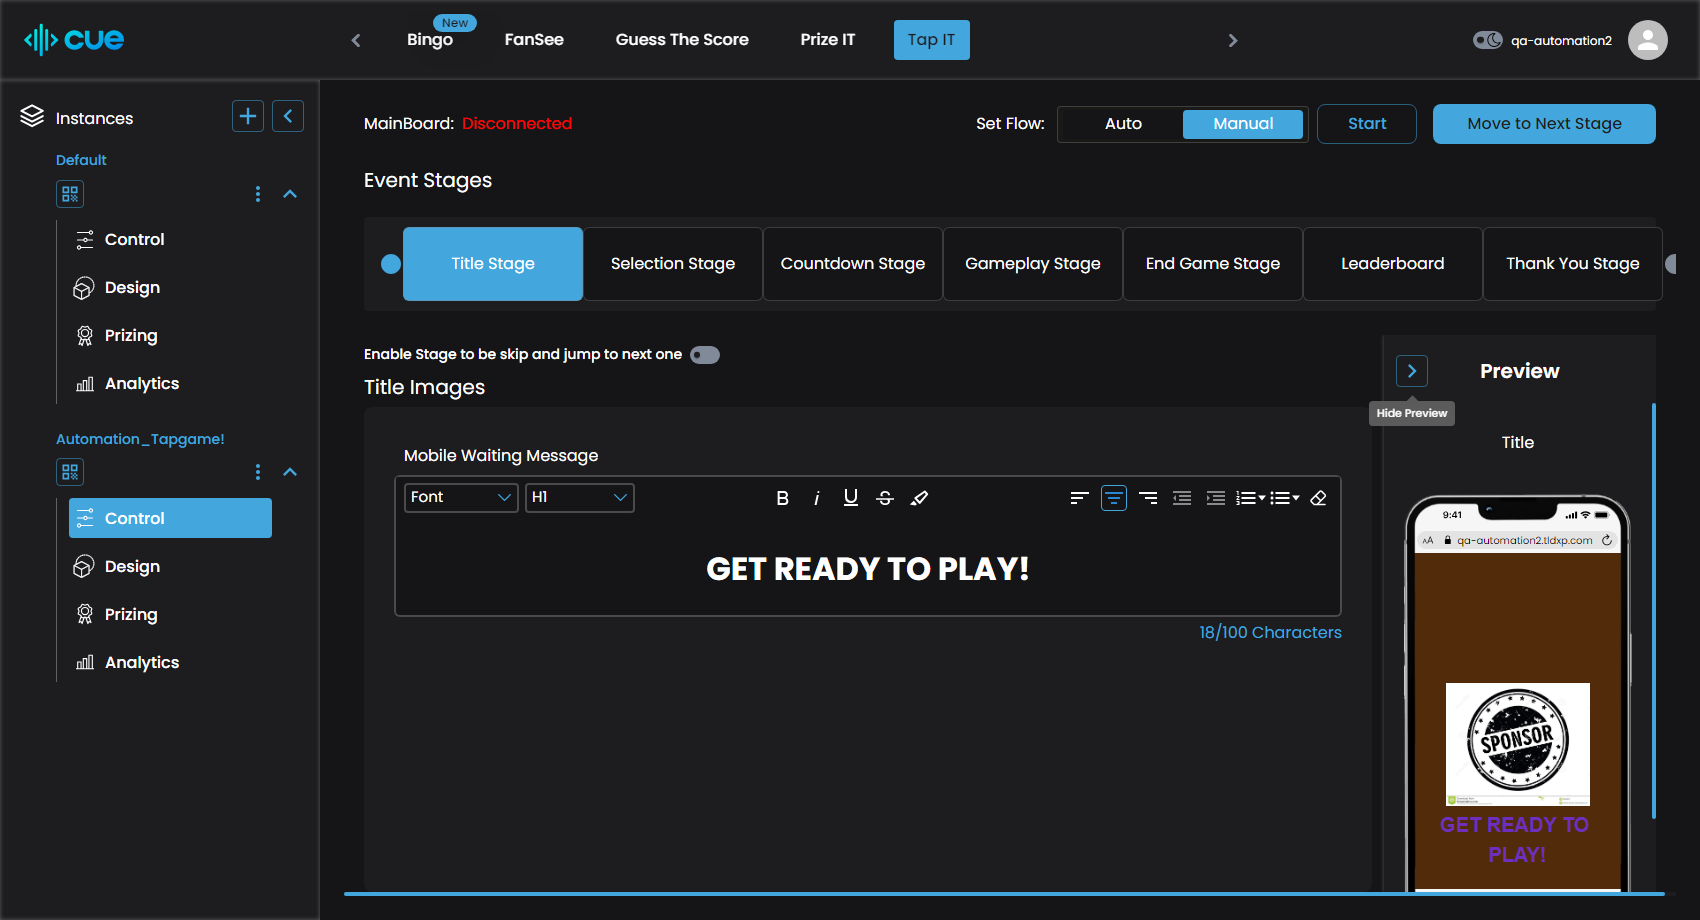 cue
New
Bingo
FanSee
Guess The Score
Prize IT
Tap IT
qa-automation2
Instances
Default
Control
Design
Prizing
Analytics
Automation_Tapgame!
Control
Design
Prizing
Analytics
MainBoard: Disconnected
Set Flow:
Auto
Manual
Start
Move to Next Stage
Event Stages
Title Stage
Selection Stage
Countdown Stage
Gameplay Stage
End Game Stage
Leaderboard
Thank You Stage
Enable Stage to be skip and jump to next one
Title Images
Mobile Waiting Message
Font
H1
B
i
U
S
GET READY TO PLAY!
18/100 Characters
Preview
Hide Preview
Title
9:41
AA
qa-automation2.tldxp.com
SPONSOR
GET READY TO
PLAY!